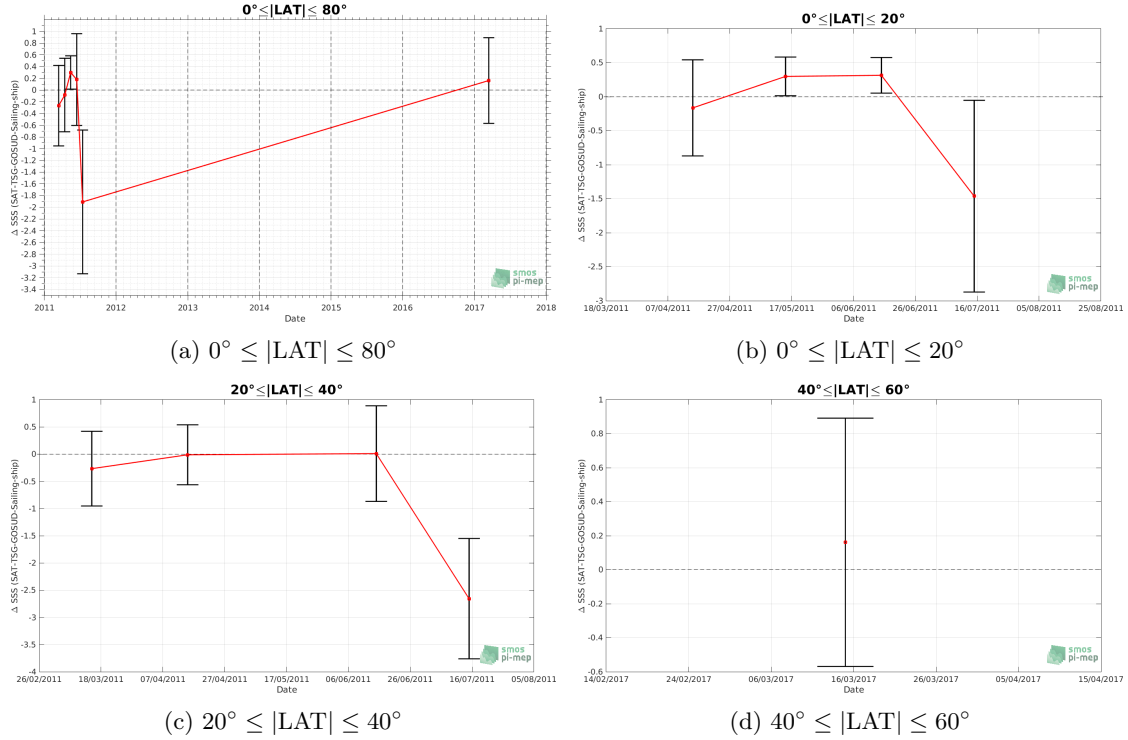 0°≤|LAT|≤ 80°
1
0.8
0.6
0.4
0.2
0
-0.2
-0.4
-0.6
-0.8
-1
-1.2
-1.4
-1.6
-1.8
-2
-2.2
-2.4
-2.6
-2.8
-3
-3.2
-3.4
Δ SSS (SAT-TSG-GOSUD-Sailing-ship)
2011 2012 2013 2014 2015 2016 2017 2018
Date
smos
pi-mep
(a) 0° ≤ |LAT| ≤ 80°
0°≤|LAT|≤ 20°
1
0.5
0
-0.5
-1
-1.5
-2
-2.5
-3
Δ SSS (SAT-TSG-GOSUD-Sailing-ship)
18/03/2011 07/04/2011 27/04/2011 17/05/2011 06/06/2011 26/06/2011 16/07/2011 05/08/2011 25/08/2011
Date
smos
pi-mep
(b) 0° ≤ |LAT| ≤ 20°
20°≤|LAT|≤ 40°
1
0.5
0
-0.5
-1
-1.5
-2
-2.5
-3
-3.5
-4
Δ SSS (SAT-TSG-GOSUD-Sailing-ship)
26/02/2011 18/03/2011 07/04/2011 27/04/2011 17/05/2011 06/06/2011 26/06/2011 16/07/2011 05/08/2011
Date
smos
pi-mep
(c) 20° ≤ |LAT| ≤ 40°
40°≤|LAT|≤ 60°
1
0.8
0.6
0.4
0.2
0
-0.2
-0.4
-0.6
Δ SSS (SAT-TSG-GOSUD-Sailing-ship)
14/02/2017 24/02/2017 06/03/2017 16/03/2017 26/03/2017 05/04/2017 15/04/2017
Date
smos
pi-mep
(d) 40° ≤ |LAT| ≤ 60°